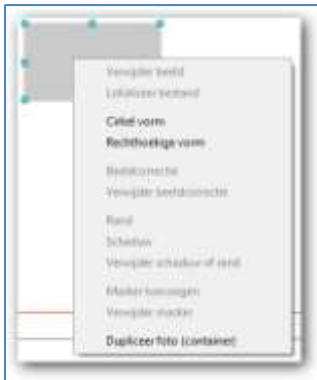 Verwijder beeld
Lokaliseer bestand
Cirkel vorm
Rechthoekige vorm
Beeldcorrectie
Verwijder beeldcorrectie
Rand
Schaduw
Verwijder schaduw of rand
Masker toevoegen
Verwijder masker
Dupliceer foto (container)